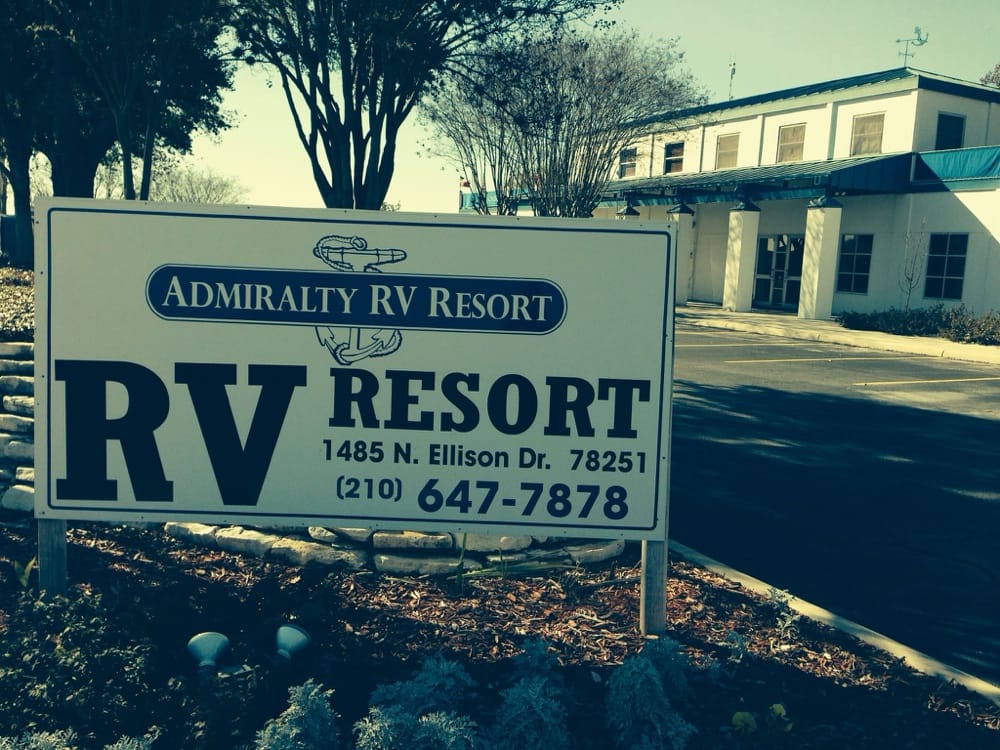 Admiralty RV Resort
RV RESORT
1485 N. Ellison Dr. 78251
(210) 647-7878